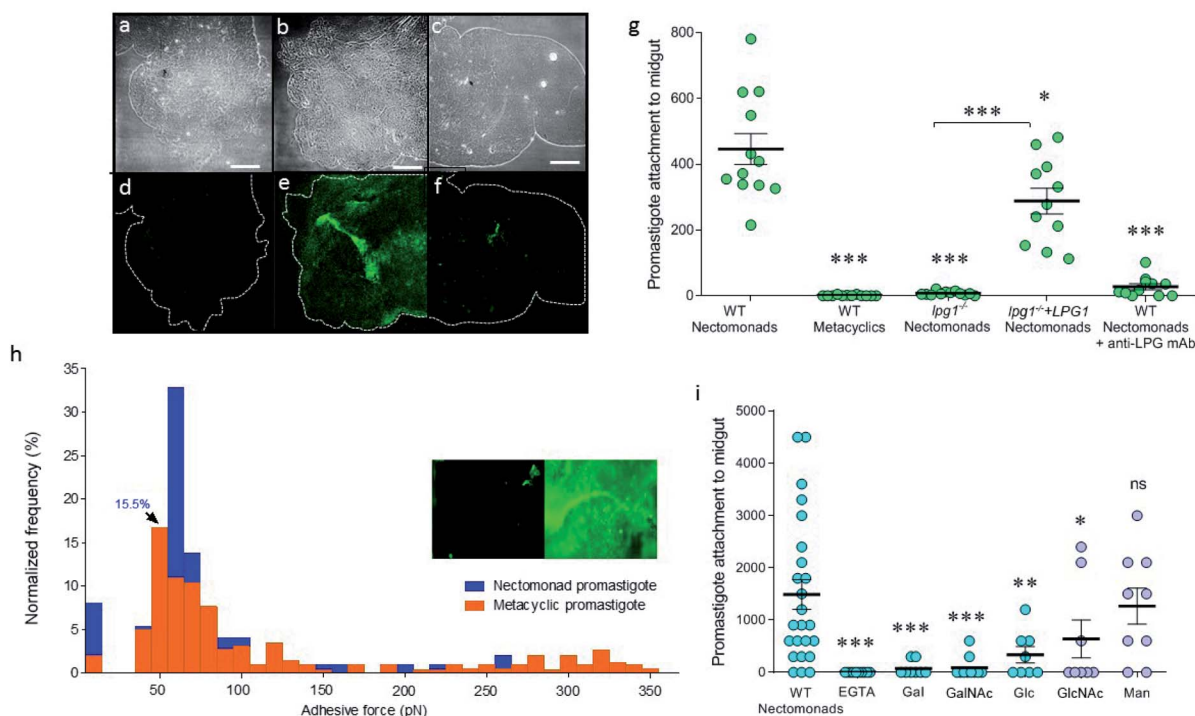 a
b
c
d
e
f
g
Promastigote attachment to midgut
800
600
400
200
0
***
***
***
*
***
WT
Nectomonads
WT
Metacyclics
lpg1-/-
Nectomonads
lpg1-/-+LPG1
Nectomonads
WT
Nectomonads
+ anti-LPG mAb
h
Normalized frequency (%)
35
30
25
20
15
10
5
0
15.5%
Nectomonad promastigote
Metacyclic promastigote
50
100
150
200
250
300
350
Adhesive force (pN)
i
Promastigote attachment to midgut
5000
4000
3000
2000
1000
0
***
***
***
**
*
ns
WT
Nectomonads
EGTA
Gal
GalNAc
Glc
GlcNAc
Man